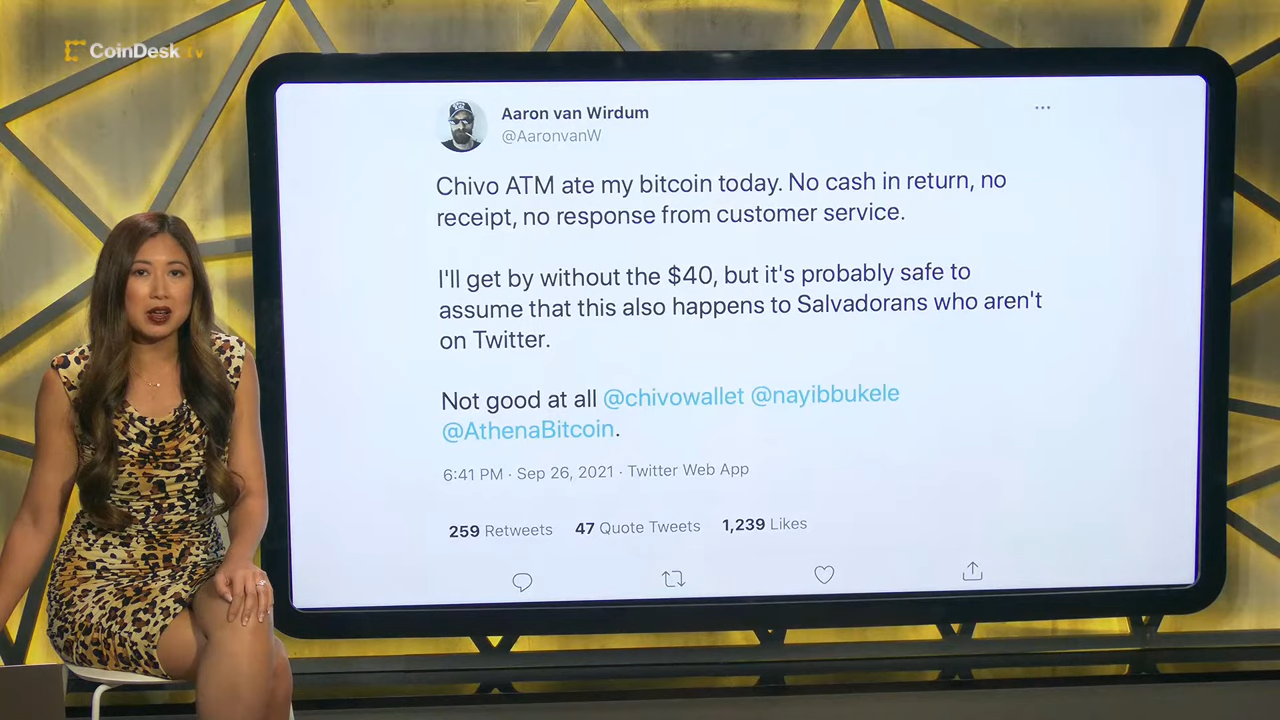 CoinDesk tv
Aaron van Wirdum
@AaronvanW
Chivo ATM ate my bitcoin today. No cash in return, no
receipt, no response from customer service.
I'll get by without the $40, but it's probably safe to
assume that this also happens to Salvadorans who aren't
on Twitter.
Not good at all @chivowallet @nayibbukele
@AthenaBitcoin.
6:41 PM · Sep 26, 2021 · Twitter Web App
259 Retweets 47 Quote Tweets 1,239 Likes